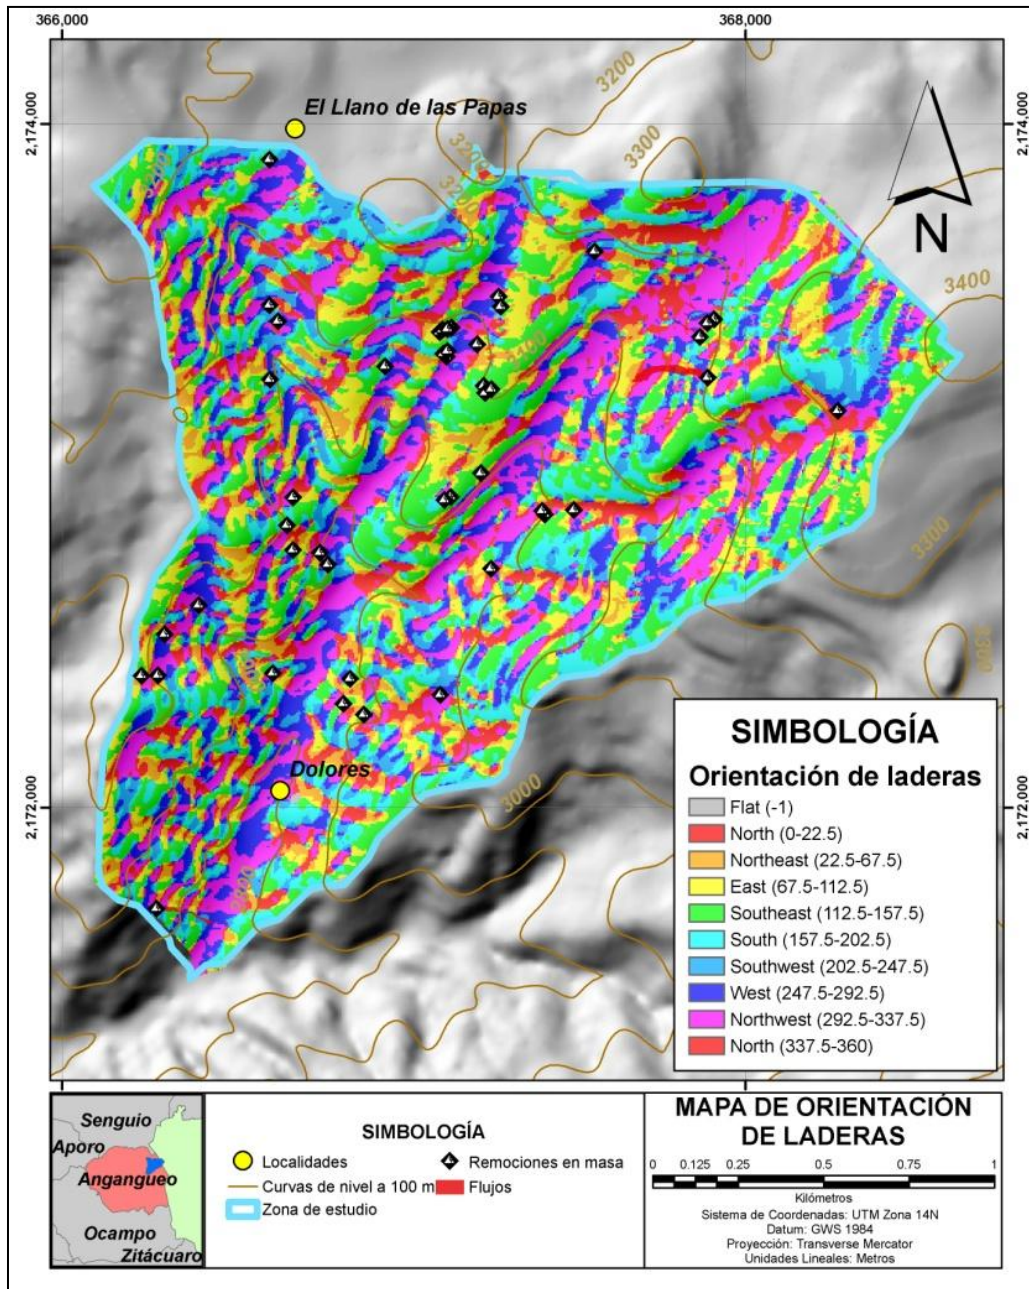 366,000
368,000
3200
El Llano de las Papas
2,174,000
2,174,000
3200
3300
3200
3200
N
3400
3200
3300
3300
SIMBOLOGÍA
Orientación de laderas
Flat (-1)
North (0-22.5)
Northeast (22.5-67.5)
East (67.5-112.5)
Southeast (112.5-157.5)
South (157.5-202.5)
Southwest (202.5-247.5)
West (247.5-292.5)
Northwest (292.5-337.5)
North (337.5-360)
Dolores
3000
2,172,000
2,172,000
Senguio
Aporo
Angangueo
Ocampo
Zitácuaro
SIMBOLOGÍA
Localidades
Remociones en masa
Curvas de nivel a 100 m
Flujos
Zona de estudio
MAPA DE ORIENTACIÓN
DE LADERAS
0 0.125 0.25 0.5 0.75 1
Kilómetros
Sistema de Coordenadas: UTM Zona 14N
Datum: GWS 1984
Proyección: Transverse Mercator
Unidades Lineales: Metros